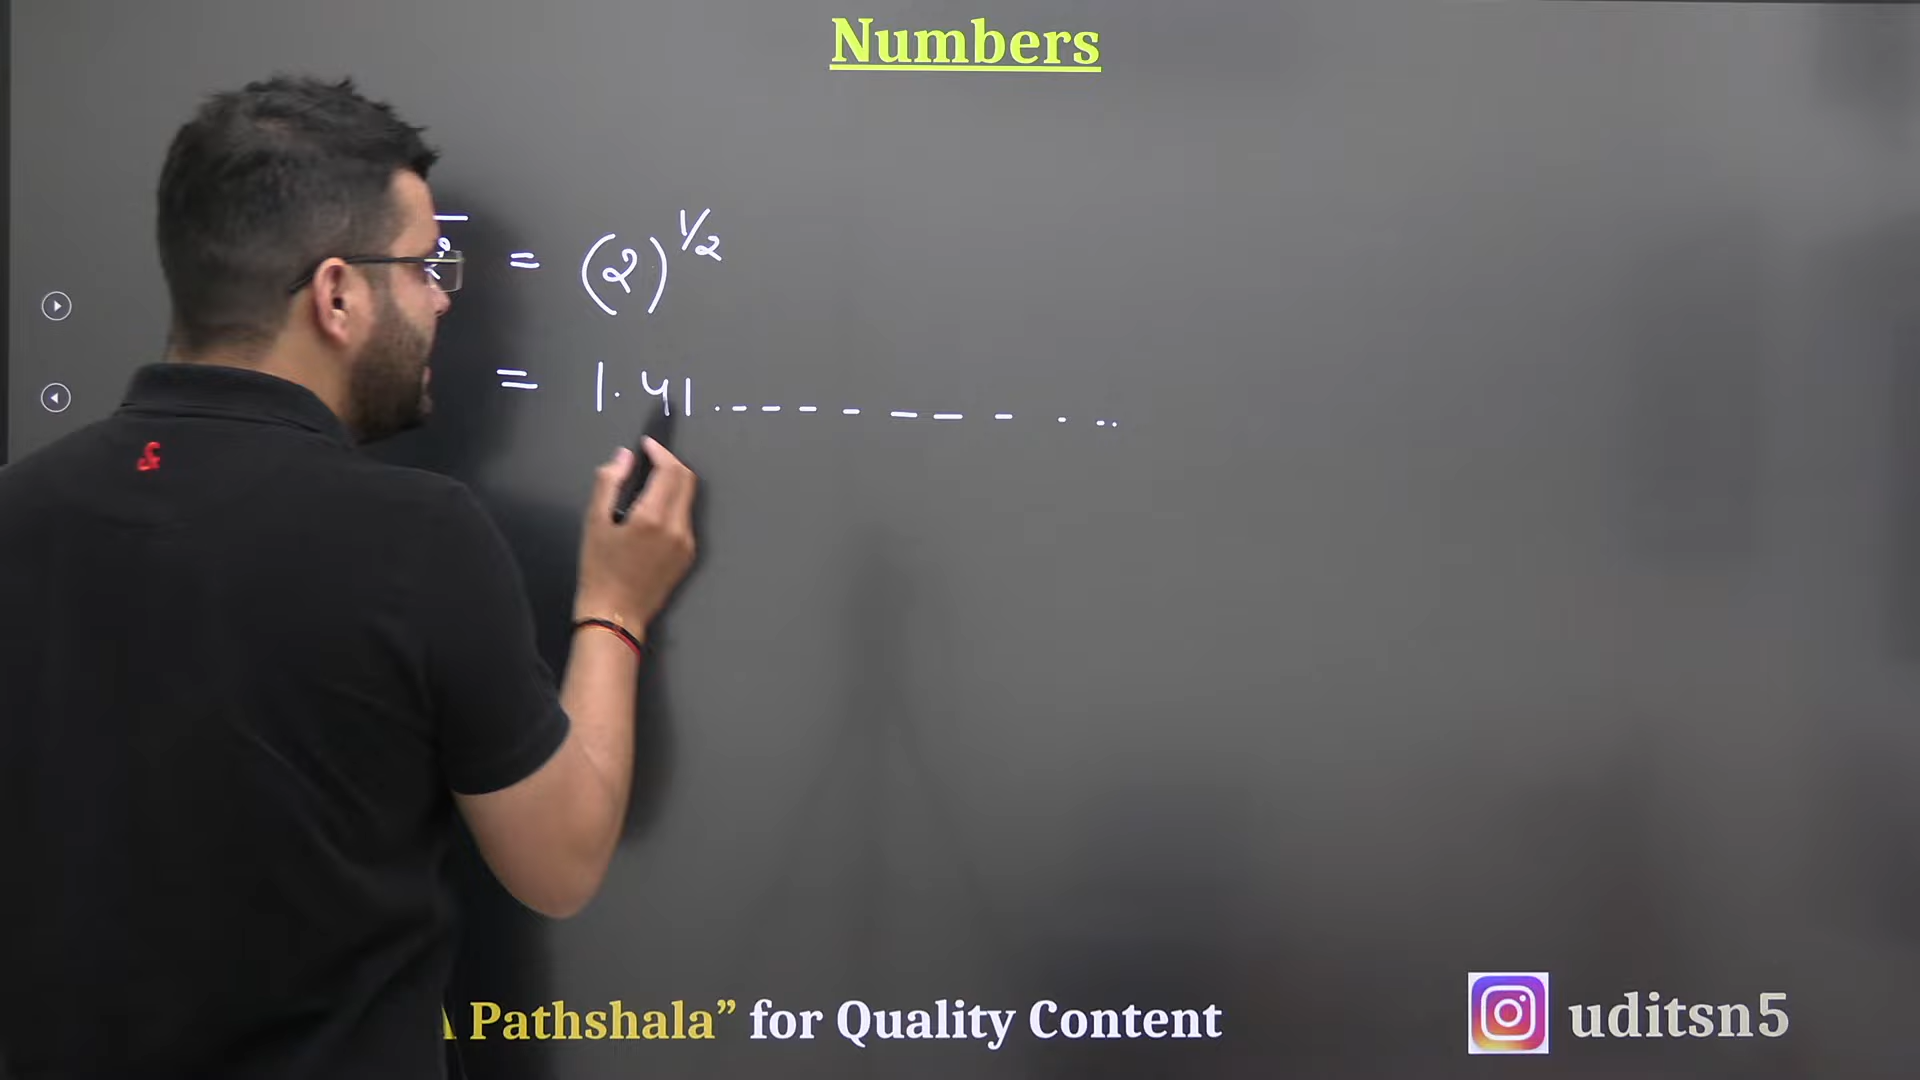 Numbers
= (2)^1/2
= 1.41.--------...
Pathshala” for Quality Content
uditsn5